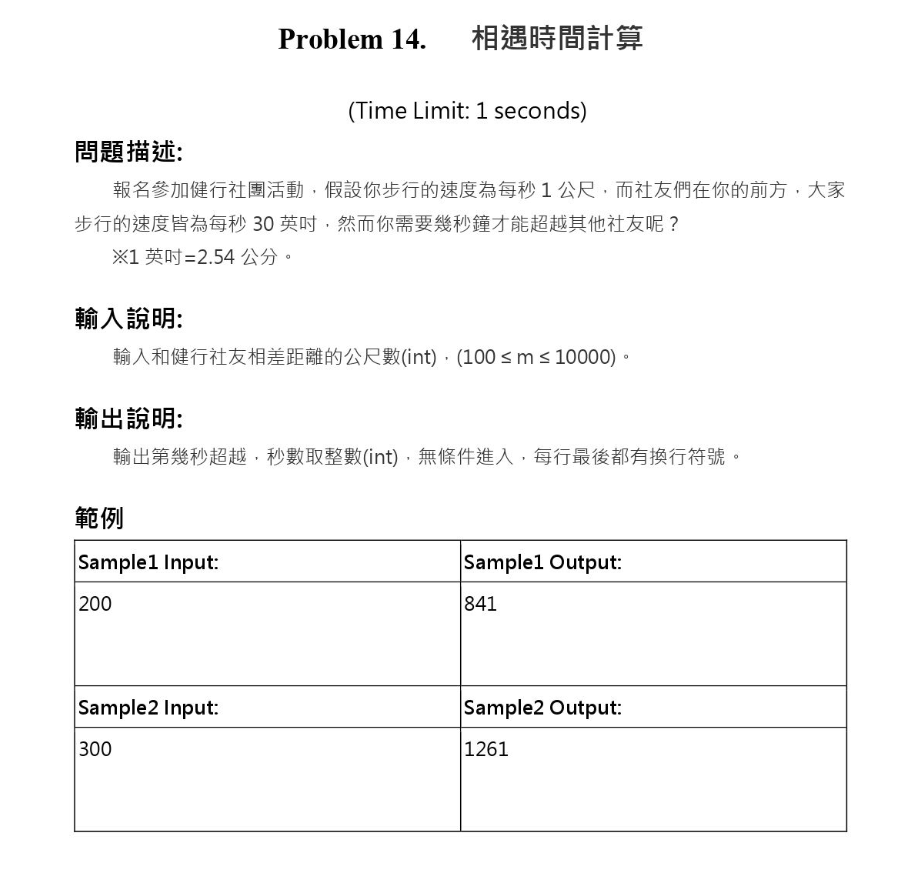 Problem 14. 相遇時間計算
(Time Limit: 1 seconds)
問題描述:
報名參加健行社團活動，假設你步行的速度為每秒 1 公尺，而社友們在你的前方，大家
步行的速度皆為每秒 30 英吋，然而你需要幾秒鐘才能超越其他社友呢？
※1 英吋=2.54 公分。
輸入說明:
輸入和健行社友相差距離的公尺數(int)，(100 ≤ m ≤ 10000)。
輸出說明:
輸出第幾秒超越，秒數取整數(int)，無條件進入，每行最後都有換行符號。
範例
Sample1 Input: Sample1 Output:
200 841
Sample2 Input: Sample2 Output:
300 1261